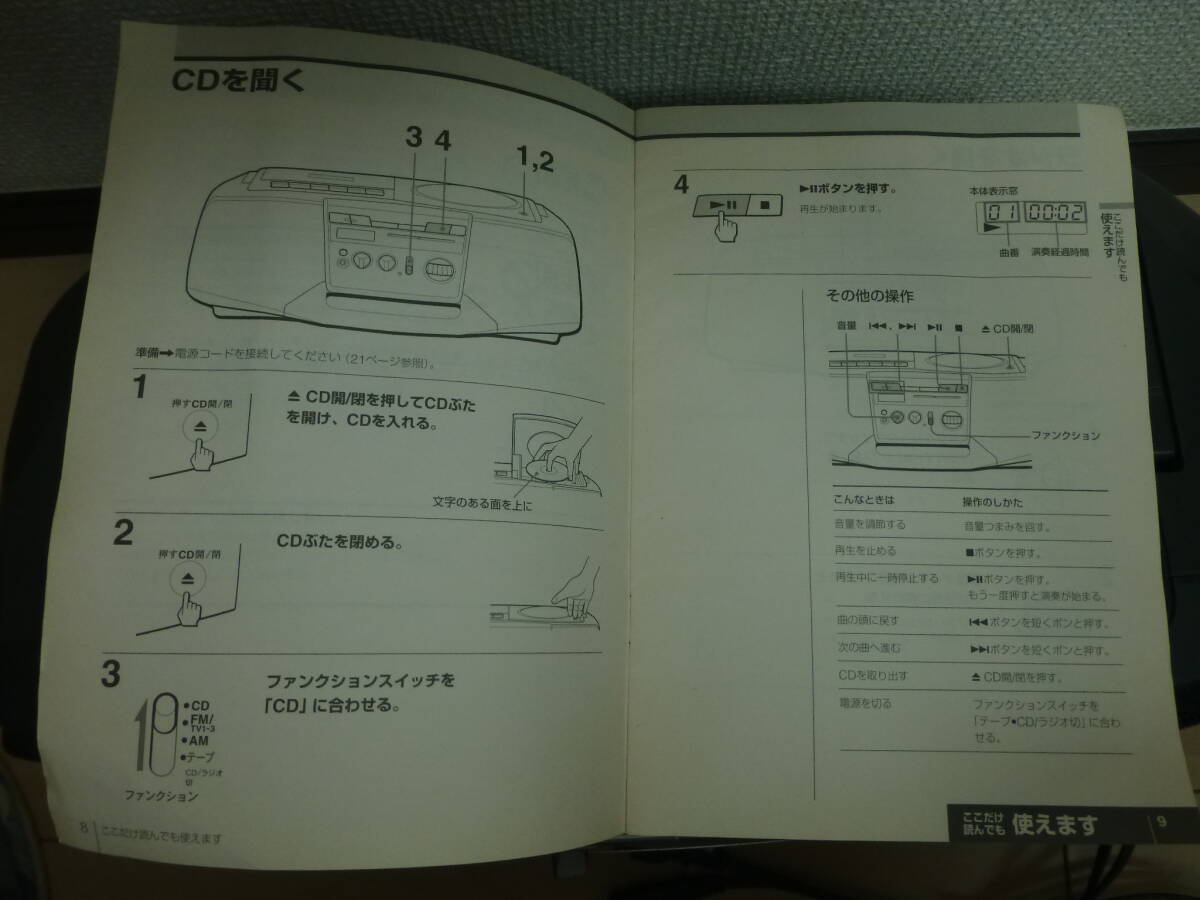 CDを聞く
3 4
1,2
準備➡電源コードを接続してください（21ページ参照）。
1
押すCD開/閉
⏏
⏏ CD開/閉を押してCDぶた
を開け、CDを入れる。
文字のある面を上に
2
押すCD開/閉
⏏
CDぶたを閉める。
3
ファンクションスイッチを
「CD」に合わせる。
•CD
•FM/
TV1-3
•AM
•テープ
CD/ラジオ
切
ファンクション
8 ここだけ読んでも使えます
4
▶II ■
▶IIボタンを押す。
再生が始まります。
本体表示窓
01 00:02
▶
曲番 演奏経過時間
ここだけ読んでも
使えます
その他の操作
音量 I◀◀、▶▶I ▶II ■ ⏏CD開/閉
ファンクション
こんなときは 操作のしかた
音量を調節する 音量つまみを回す。
再生を止める ■ボタンを押す。
再生中に一時停止する ▶IIボタンを押す。
もう一度押すと演奏が始まる。
曲の頭に戻す I◀◀ボタンを短くポンと押す。
次の曲へ進む ▶▶Iボタンを短くポンと押す。
CDを取り出す ⏏CD開/閉を押す。
電源を切る ファンクションスイッチを
「テープ•CD/ラジオ切」に合わ
せる。
ここだけ
読んでも 使えます 9